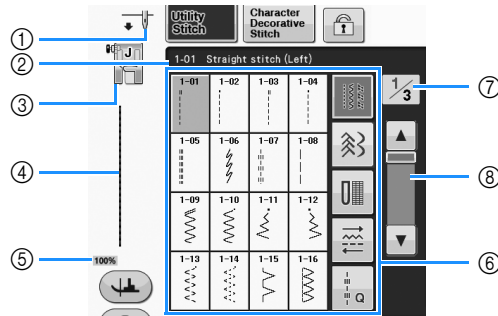 Utility
Stitch
Character
Decorative
Stitch
1
2
1-01 Straight stitch (Left)
J
3
1-01 1-02 1-03 1-04
1/3
7
1-05 1-06 1-07 1-08
4
8
1-09 1-10 1-11 1-12
5
100%
6
1-13 1-14 1-15 1-16
Q